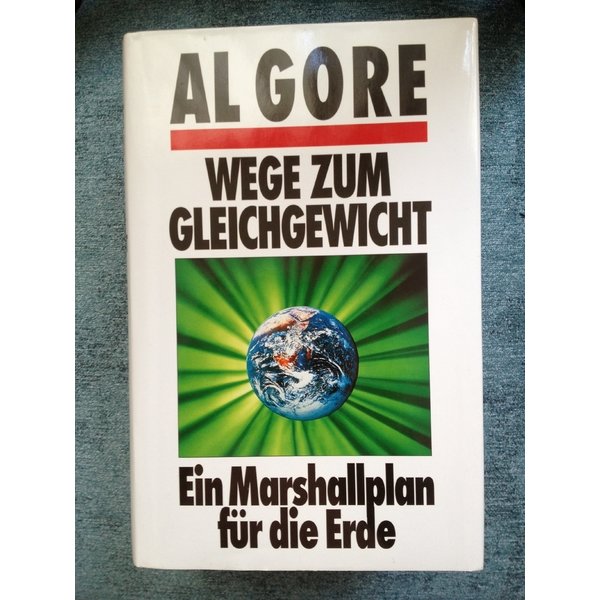 AL GORE
WEGE ZUM
GLEICHGEWICHT
Ein Marshallplan
für die Erde